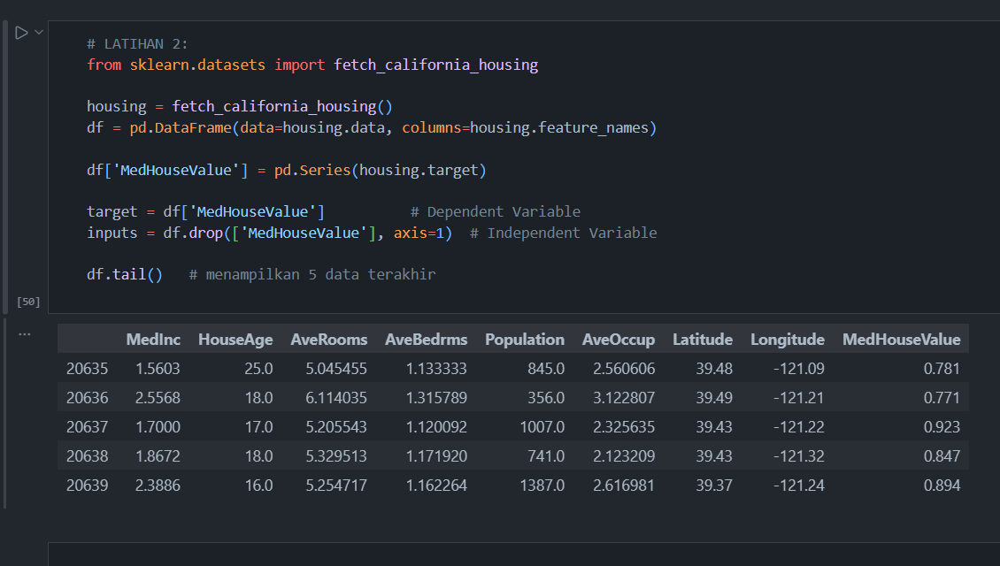 # LATIHAN 2:
from sklearn.datasets import fetch_california_housing
housing = fetch_california_housing()
df = pd.DataFrame(data=housing.data, columns=housing.feature_names)
df['MedHouseValue'] = pd.Series(housing.target)
target = df['MedHouseValue']          # Dependent Variable
inputs = df.drop(['MedHouseValue'], axis=1)  # Independent Variable
df.tail()   # menampilkan 5 data terakhir
[50]
...
MedInc HouseAge AveRooms AveBedrms Population AveOccup Latitude Longitude MedHouseValue
20635 1.5603 25.0 5.045455 1.133333 845.0 2.560606 39.48 -121.09 0.781
20636 2.5568 18.0 6.114035 1.315789 356.0 3.122807 39.49 -121.21 0.771
20637 1.7000 17.0 5.205543 1.120092 1007.0 2.325635 39.43 -121.22 0.923
20638 1.8672 18.0 5.329513 1.171920 741.0 2.123209 39.43 -121.32 0.847
20639 2.3886 16.0 5.254717 1.162264 1387.0 2.616981 39.37 -121.24 0.894